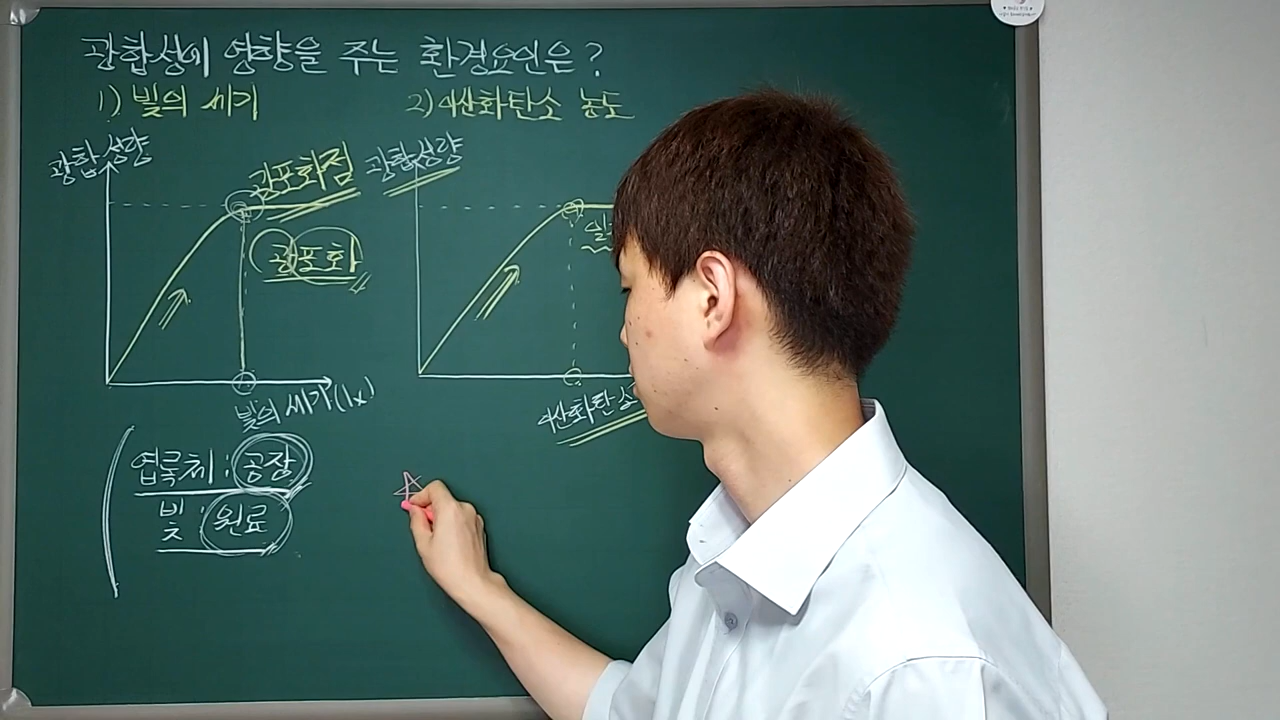 광합성에 영향을 주는 환경요인은?
1) 빛의 세기
2) 이산화탄소 농도
광합성량
광포화점
광포화
빛의 세기(lx)
광합성량
이산화탄소
엽록체 : 공장
빛 : 원료